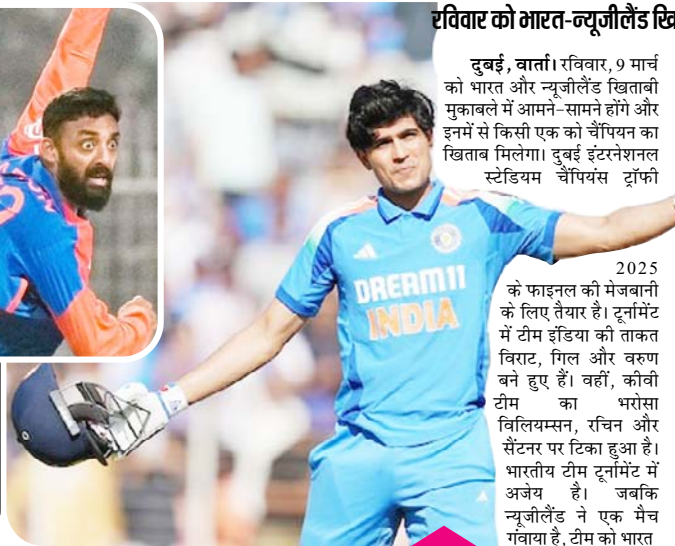 रविवार को भारत-न्यूजीलैंड खि
दुबई, वार्ता। रविवार, 9 मार्च
को भारत और न्यूजीलैंड खिताबी
मुकाबले में आमने-सामने होंगे और
इनमें से किसी एक को चैंपियन का
खिताब मिलेगा। दुबई इंटरनेशनल
स्टेडियम चैंपियंस ट्रॉफी
2025
के फाइनल की मेजबानी
के लिए तैयार है। टूर्नामेंट
में टीम इंडिया की ताकत
विराट, गिल और वरुण
बने हुए हैं। वहीं, कीवी
टीम का भरोसा
विलियम्सन, रचिन और
सैंटनर पर टिका हुआ है।
भारतीय टीम टूर्नामेंट में
अजेय है। जबकि
न्यूजीलैंड ने एक मैच
गंवाया है, टीम को भारत
DREAM11
INDIA